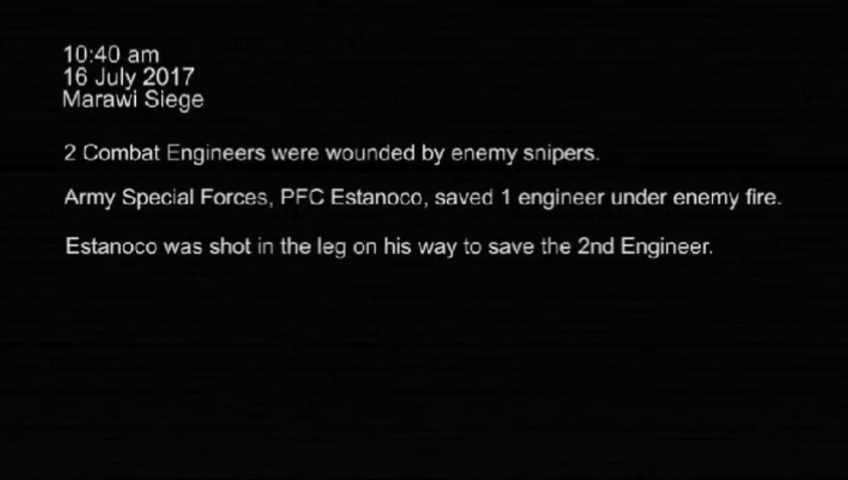 10:40 am
16 July 2017
Marawi Siege
2 Combat Engineers were wounded by enemy snipers.
Army Special Forces, PFC Estanoco, saved 1 engineer under enemy fire.
Estanoco was shot in the leg on his way to save the 2nd Engineer.